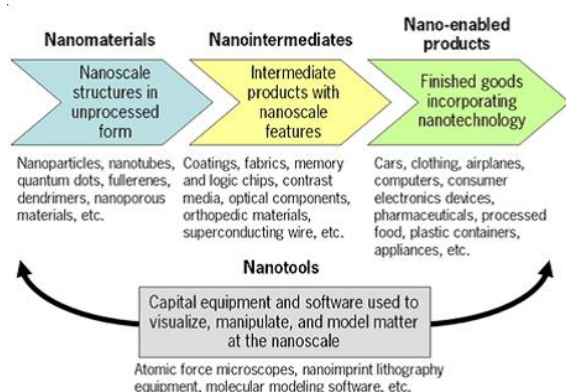 Nanomaterials
Nanoscale
structures in
unprocessed
form
Nanoparticles, nanotubes,
quantum dots, fullerenes,
dendrimers, nanoporous
materials, etc.
Nanointermediates
Intermediate
products with
nanoscale
features
Coatings, fabrics, memory
and logic chips, contrast
media, optical components,
orthopedic materials,
superconducting wire, etc.
Nano-enabled
products
Finished goods
incorporating
nanotechnology
Cars, clothing, airplanes,
computers, consumer
electronics devices,
pharmaceuticals, processed
food, plastic containers,
appliances, etc.
Nanotools
Capital equipment and software used to
visualize, manipulate, and model matter
at the nanoscale
Atomic force microscopes, nanoimprint lithography
equipment, molecular modeling software, etc.